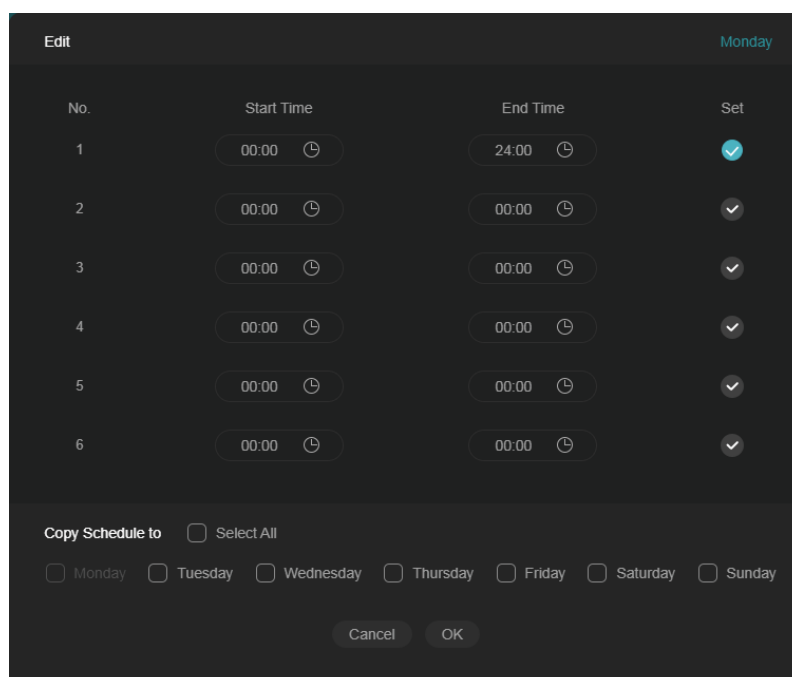 Edit Monday
No. Start Time End Time Set
1 00:00 24:00
2 00:00 00:00
3 00:00 00:00
4 00:00 00:00
5 00:00 00:00
6 00:00 00:00
Copy Schedule to Select All
Monday Tuesday Wednesday Thursday Friday Saturday Sunday
Cancel OK